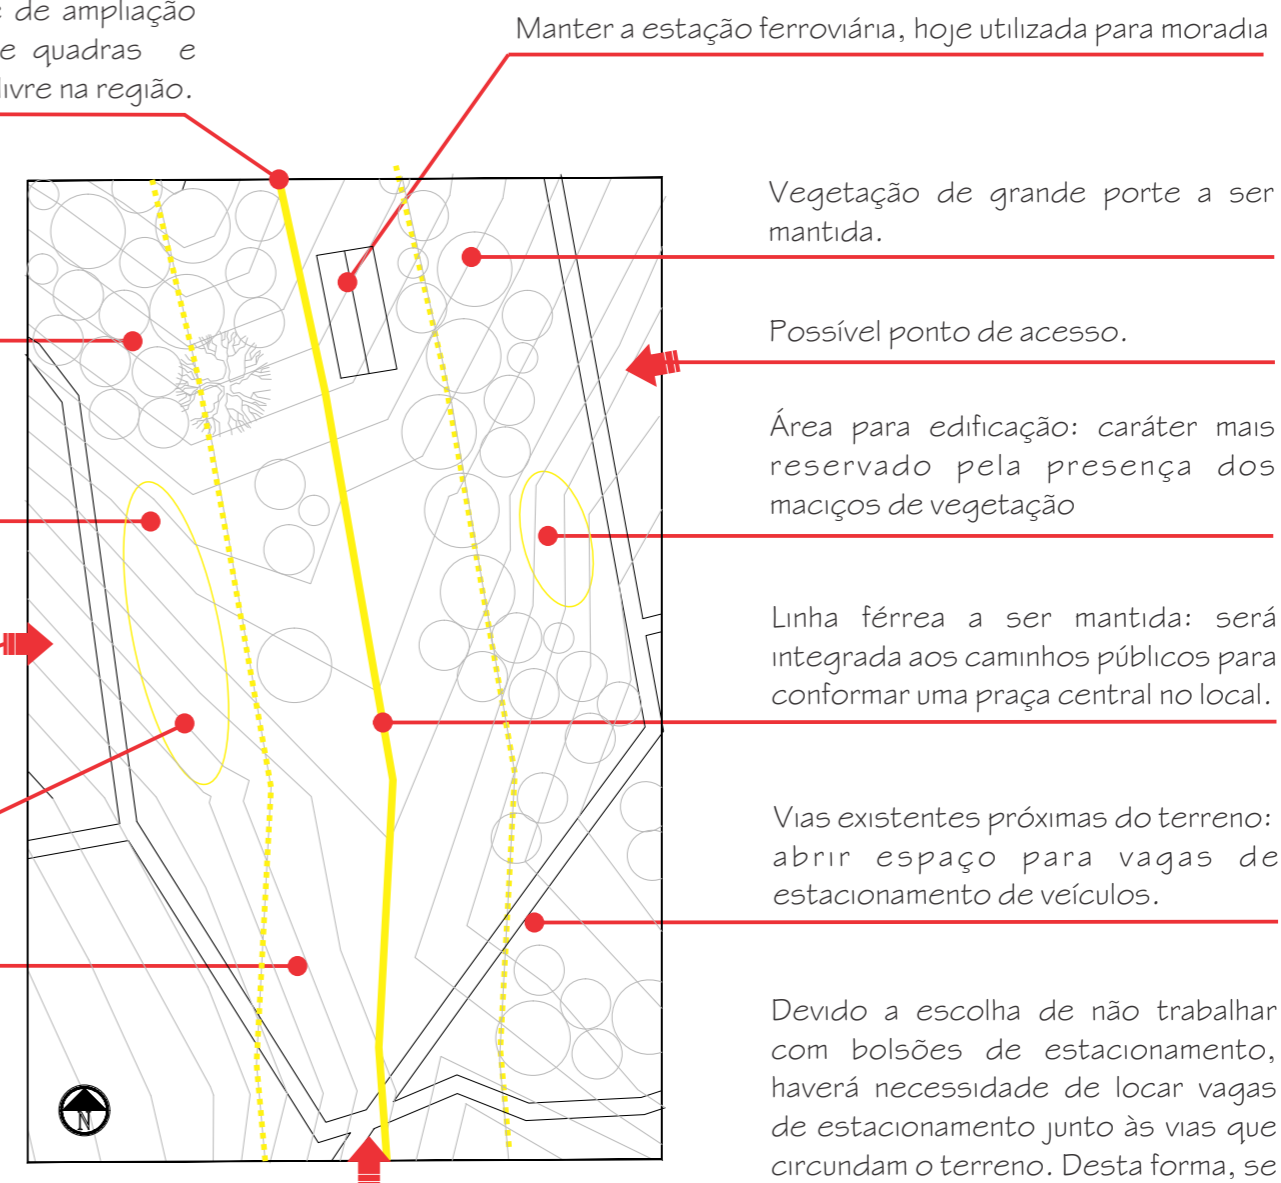 de ampliação
e quadras e
livre na região.
Manter a estação ferroviária, hoje utilizada para moradia
Vegetação de grande porte a ser
mantida.
Possível ponto de acesso.
Área para edificação: caráter mais
reservado pela presença dos
maciços de vegetação
Linha férrea a ser mantida: será
integrada aos caminhos públicos para
conformar uma praça central no local.
Vias existentes próximas do terreno:
abrir espaço para vagas de
estacionamento de veículos.
Devido a escolha de não trabalhar
com bolsões de estacionamento,
haverá necessidade de locar vagas
de estacionamento junto às vias que
circundam o terreno. Desta forma, se
N